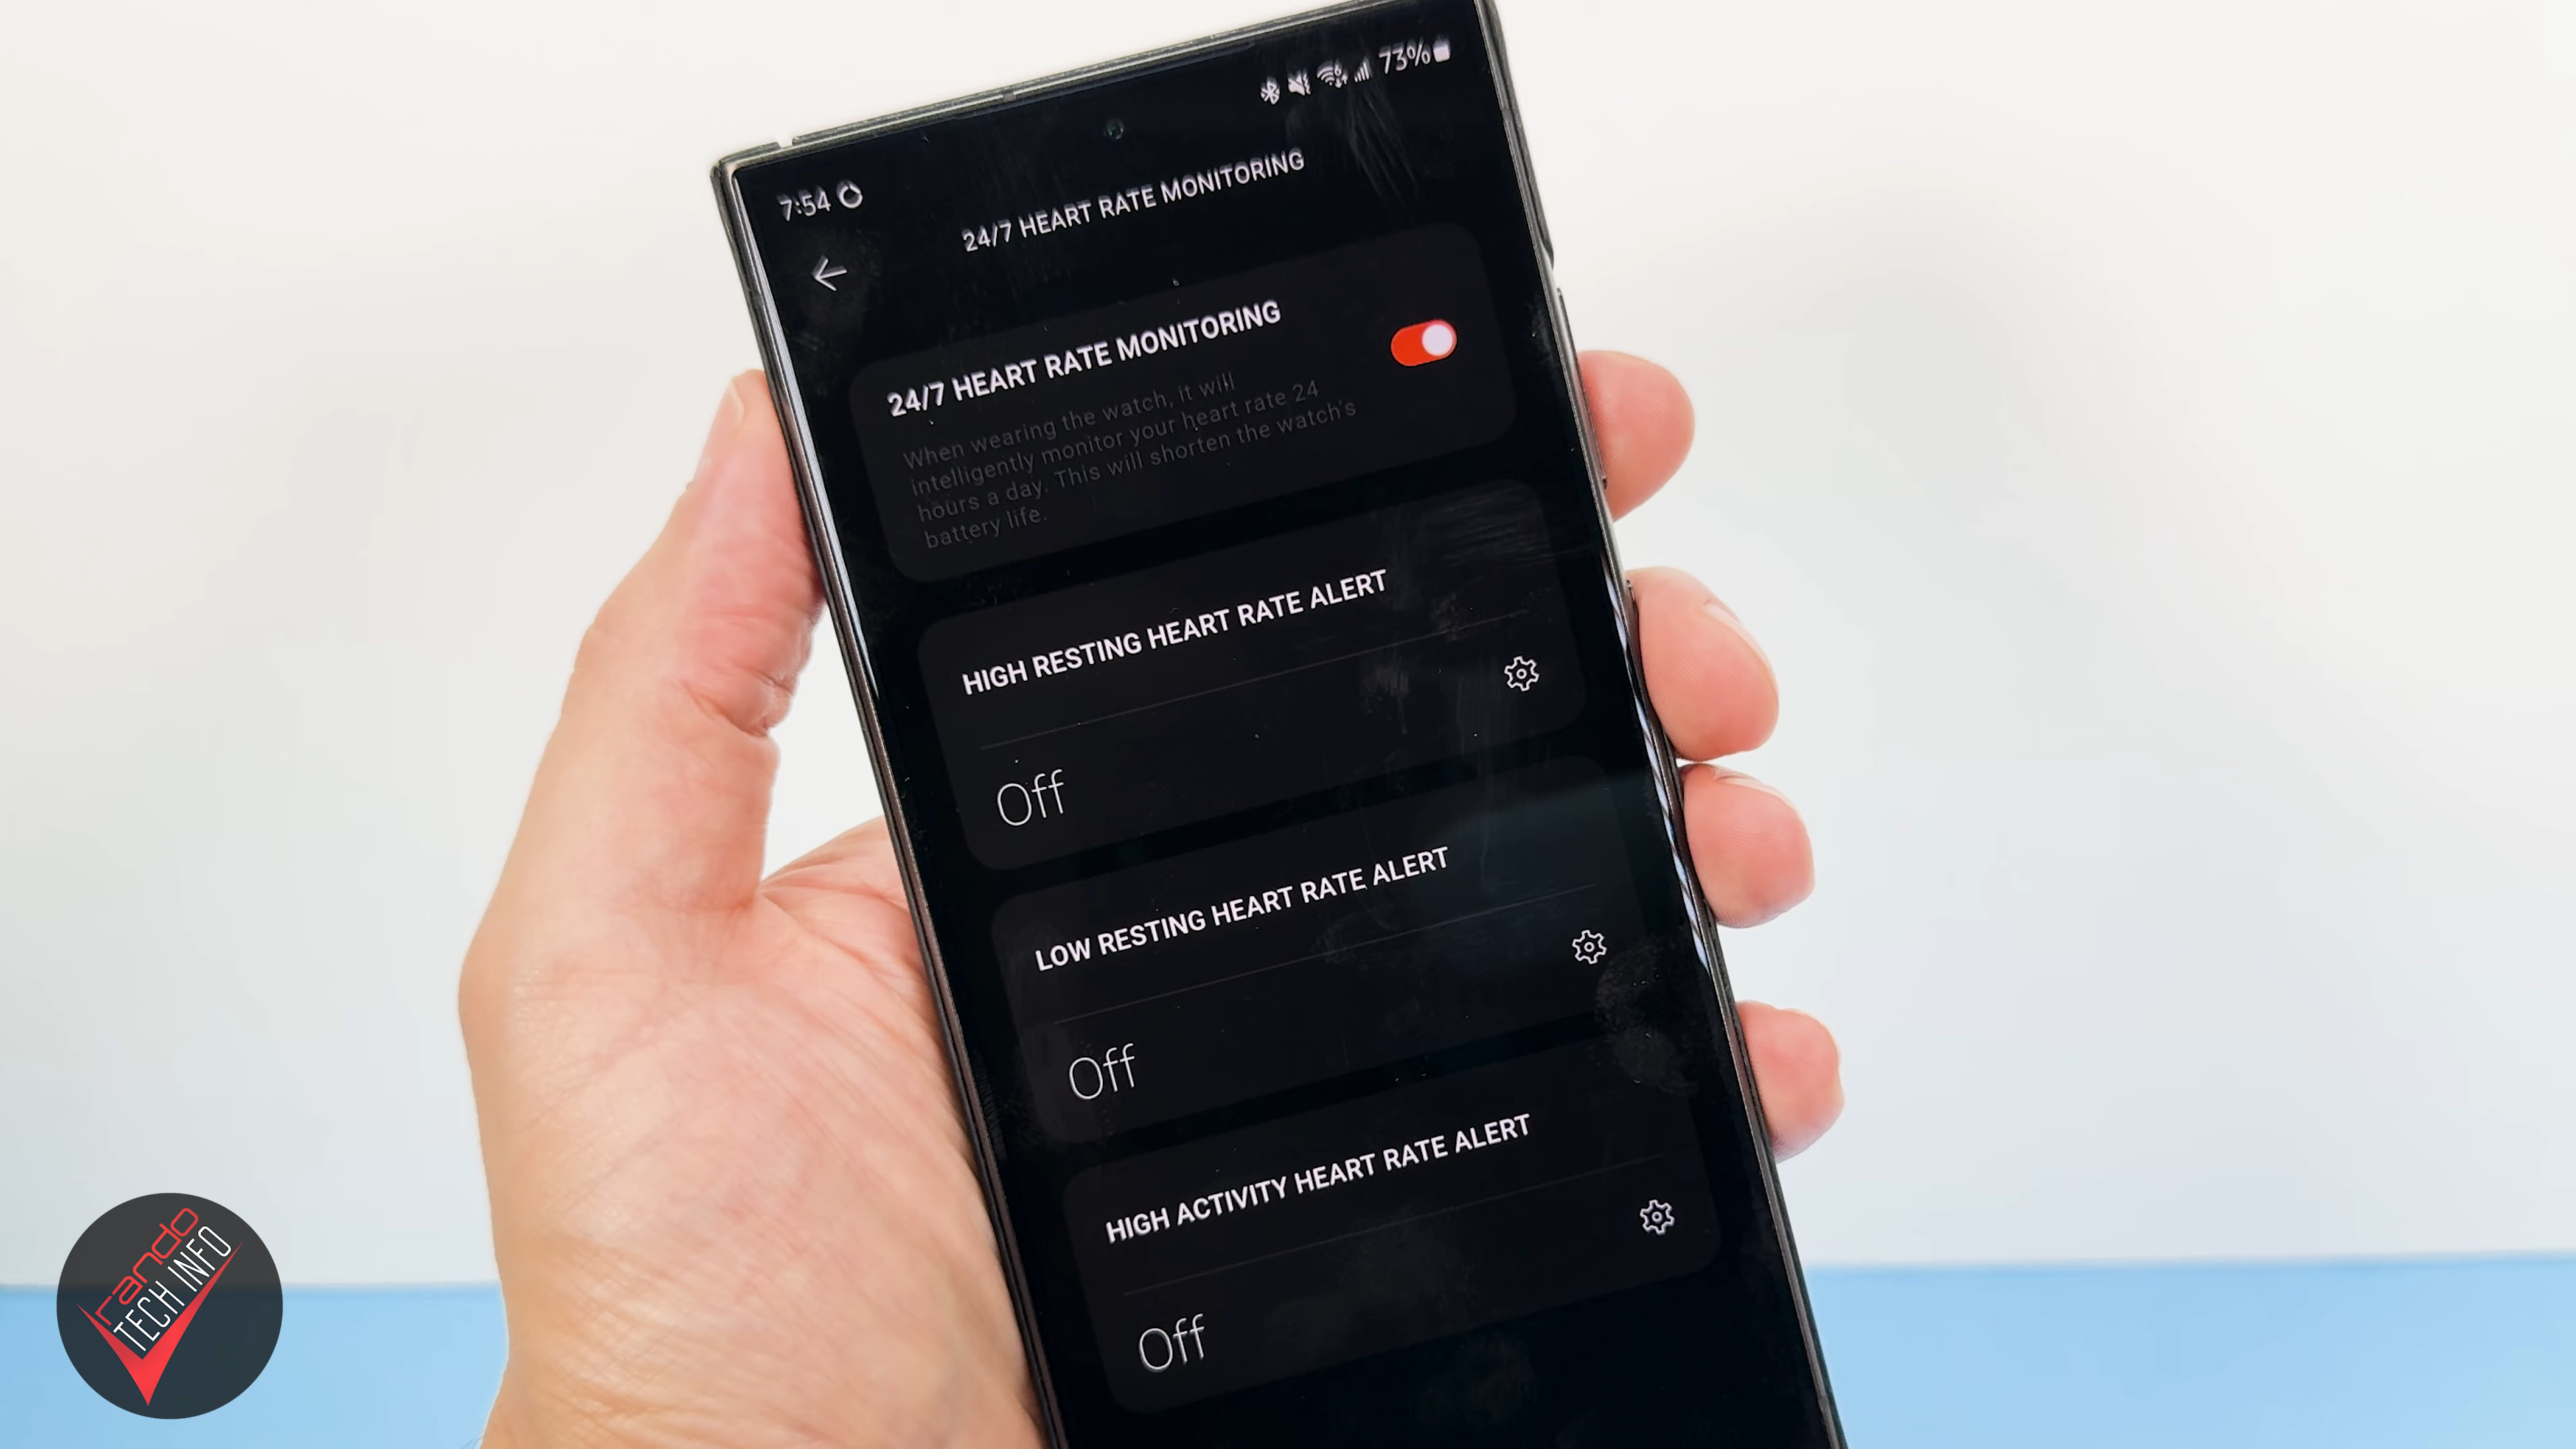 7:54
73%
24/7 HEART RATE MONITORING
24/7 HEART RATE MONITORING
When wearing the watch, it will
intelligently monitor your heart rate 24
hours a day. This will shorten the watch's
battery life.
HIGH RESTING HEART RATE ALERT
Off
LOW RESTING HEART RATE ALERT
Off
HIGH ACTIVITY HEART RATE ALERT
Off
rando
TECH INFO